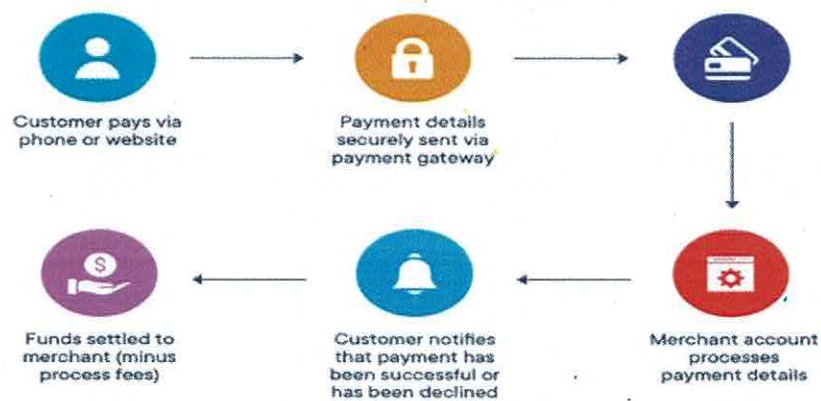 Customer pays via
phone or website
Payment details
securely sent via
payment gateway
$
Funds settled to
merchant (minus
process fees)
Customer notifies
that payment has
been successful or
has been declined
Merchant account
processes
payment details